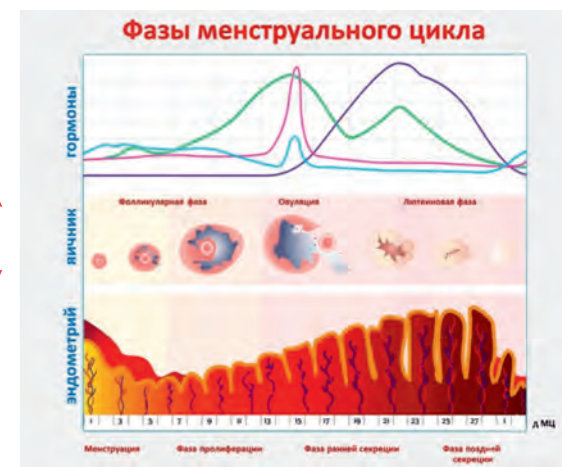 Фазы менструального цикла
гормоны
Фолликулярная фаза
Овуляция
Лютеиновая фаза
яичник
эндометрий
1 3 5 7 9 11 13 15 17 19 21 23 25 27 1 д МЦ
Менструация
Фаза пролиферации
Фаза ранней секреции
Фаза поздней
секреции